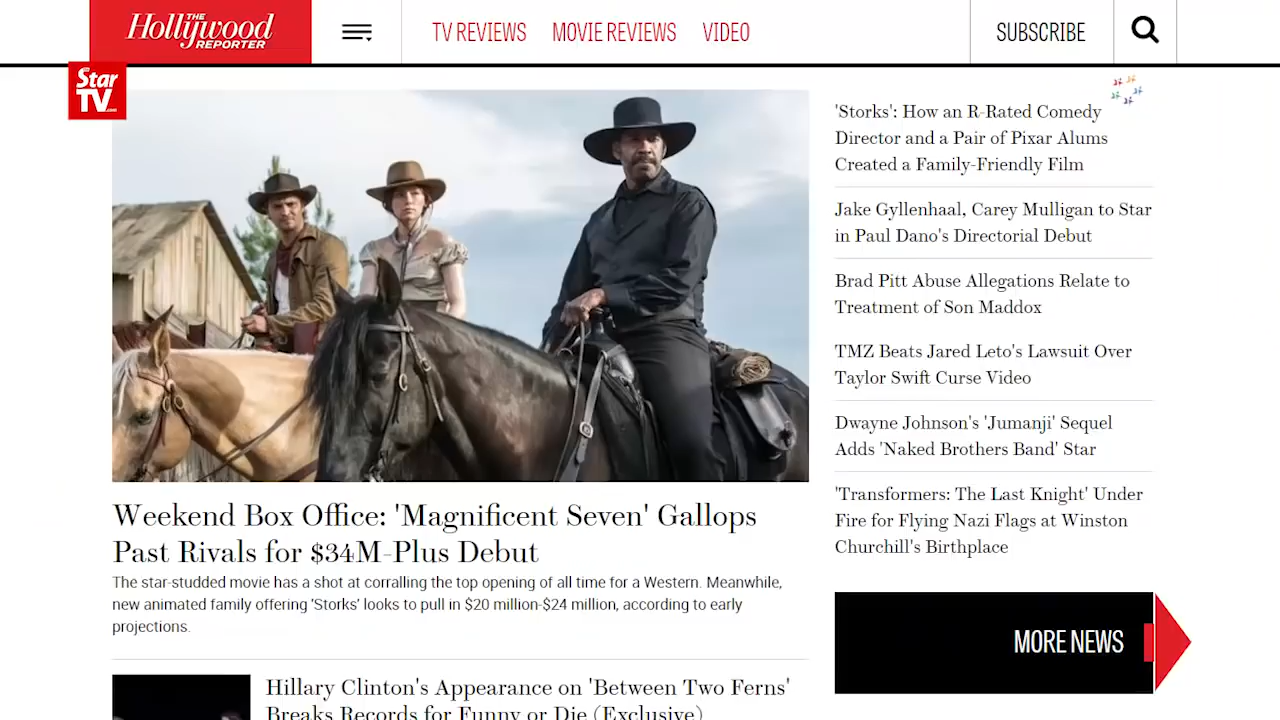 THE
Hollywood
REPORTER
TV REVIEWS
MOVIE REVIEWS
VIDEO
SUBSCRIBE
Star
TV.com
Weekend Box Office: 'Magnificent Seven' Gallops
Past Rivals for $34M-Plus Debut
The star-studded movie has a shot at corralling the top opening of all time for a Western. Meanwhile,
new animated family offering 'Storks' looks to pull in $20 million-$24 million, according to early
projections.
Hillary Clinton's Appearance on 'Between Two Ferns'
Breaks Records for Funny or Die (Exclusive)
'Storks': How an R-Rated Comedy
Director and a Pair of Pixar Alums
Created a Family-Friendly Film
Jake Gyllenhaal, Carey Mulligan to Star
in Paul Dano's Directorial Debut
Brad Pitt Abuse Allegations Relate to
Treatment of Son Maddox
TMZ Beats Jared Leto's Lawsuit Over
Taylor Swift Curse Video
Dwayne Johnson's 'Jumanji' Sequel
Adds 'Naked Brothers Band' Star
'Transformers: The Last Knight' Under
Fire for Flying Nazi Flags at Winston
Churchill's Birthplace
MORE NEWS